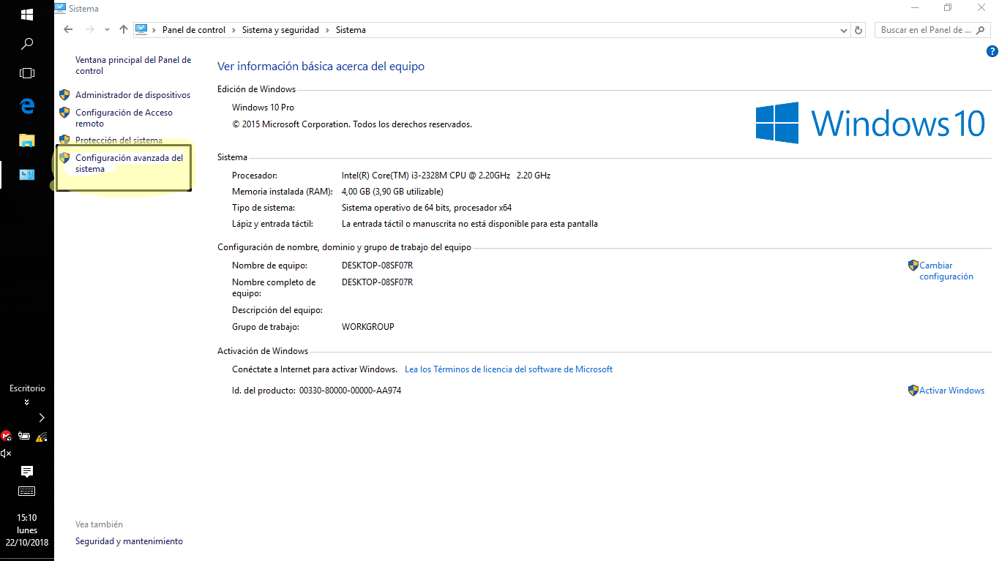 Sistema
Panel de control
Sistema y seguridad
Sistema
Buscar en el Panel de ...
Ventana principal del Panel de
control
Administrador de dispositivos
Configuración de Acceso
remoto
Protección del sistema
Configuración avanzada del
sistema
Ver información básica acerca del equipo
Edición de Windows
Windows 10 Pro
© 2015 Microsoft Corporation. Todos los derechos reservados.
Windows 10
Sistema
Procesador: Intel(R) Core(TM) i3-2328M CPU @ 2.20GHz 2.20 GHz
Memoria instalada (RAM): 4,00 GB (3,90 GB utilizable)
Tipo de sistema: Sistema operativo de 64 bits, procesador x64
Lápiz y entrada táctil: La entrada táctil o manuscrita no está disponible para esta pantalla
Configuración de nombre, dominio y grupo de trabajo del equipo
Nombre de equipo: DESKTOP-08SF07R
Cambiar
configuración
Nombre completo de
equipo:
DESKTOP-08SF07R
Descripción del equipo:
Grupo de trabajo: WORKGROUP
Activación de Windows
Conéctate a Internet para activar Windows. Lea los Términos de licencia del software de Microsoft
Id. del producto: 00330-80000-00000-AA974
Activar Windows
Vea también
Seguridad y mantenimiento
Escritorio
15:10
lunes
22/10/2018